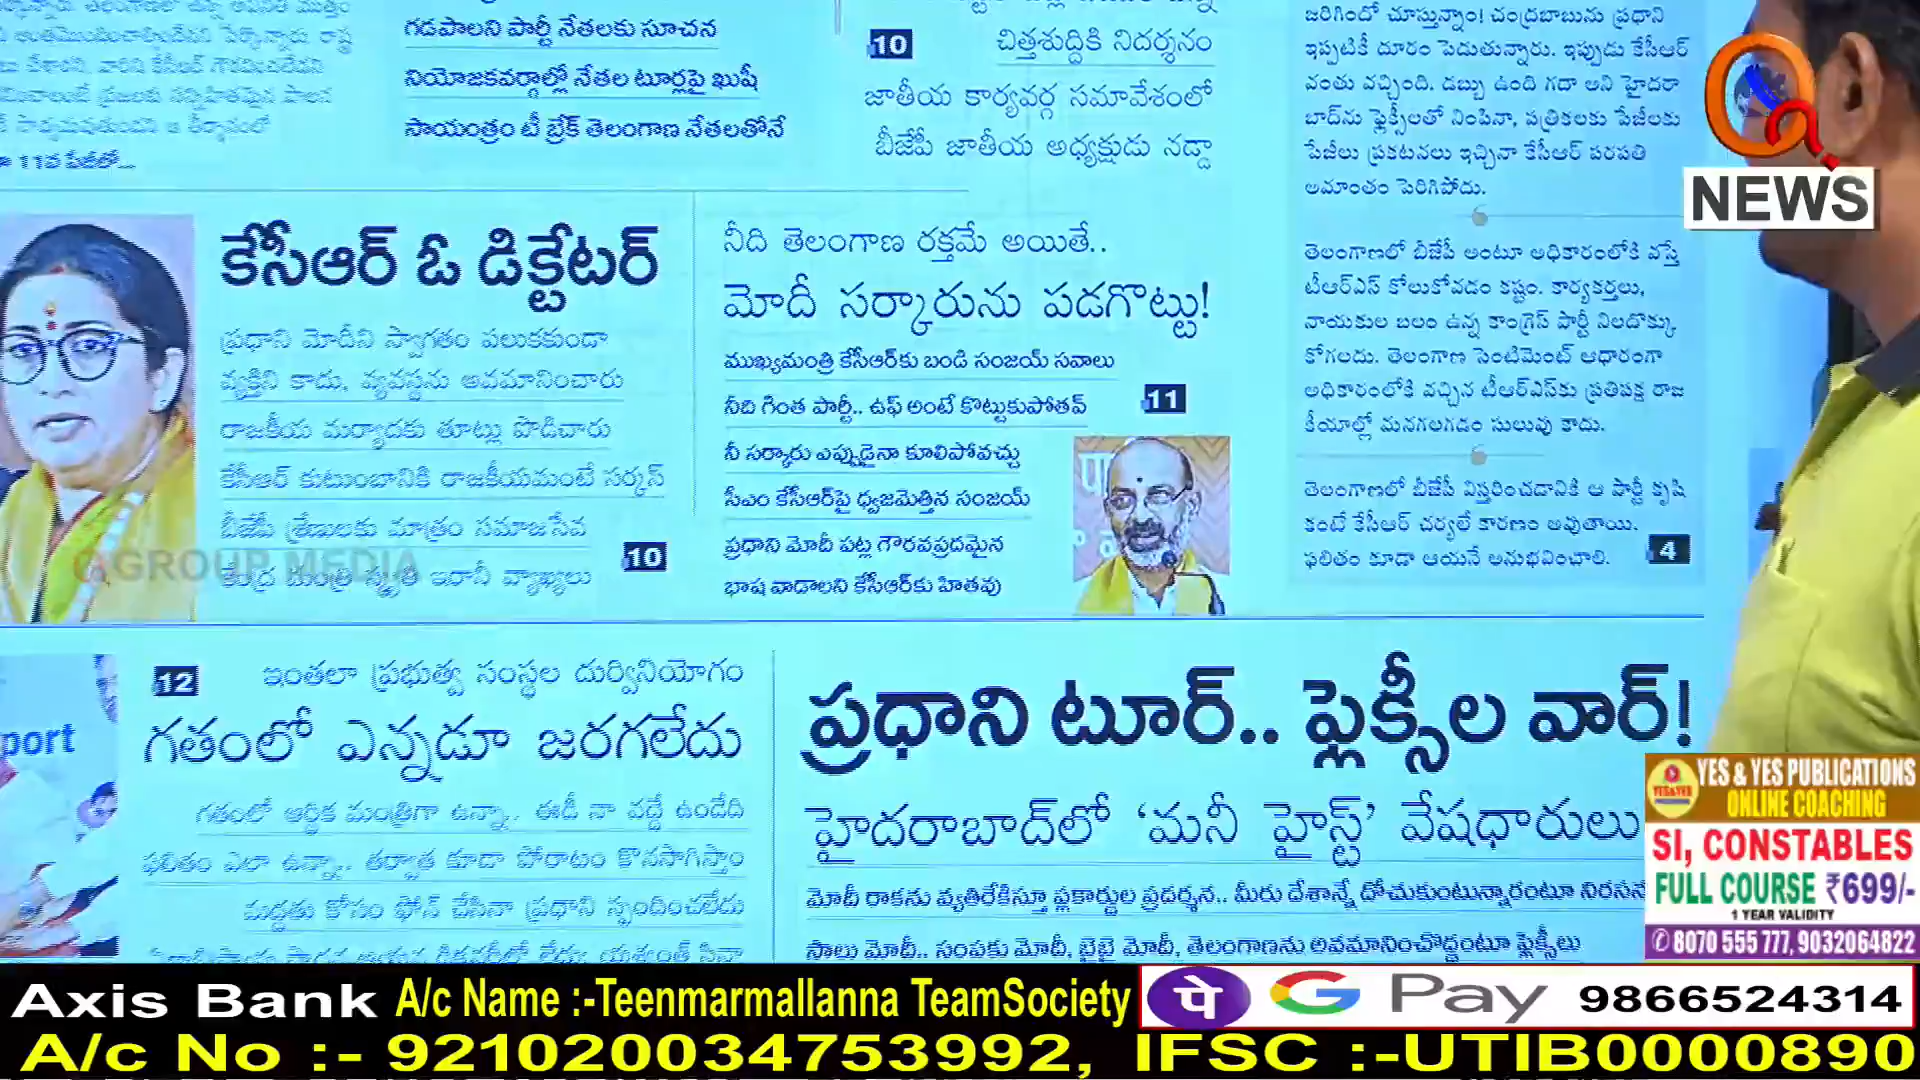 గడపాలని పార్టీ నేతలకు సూచన
నియోజకవర్గాల్లో నేతల టూర్లపై ఖుషీ
సాయంత్రం టీ బ్రేక్ తెలంగాణ నేతలతోనే
11వ పేజీలో...
10
చిత్తశుద్ధికి నిదర్శనం
జాతీయ కార్యవర్గ సమావేశంలో
బీజేపీ జాతీయ అధ్యక్షుడు నడ్డా
జరిగిందో చూస్తున్నాం! చంద్రబాబును ప్రధాని
ఇప్పటికీ దూరం పెడుతున్నారు. ఇప్పుడు కేసీఆర్
వంతు వచ్చింది. డబ్బు ఉంది గదా అని హైదరా
బాద్‌ను ఫ్లెక్సీలతో నింపినా, పత్రికలకు పేజీలకు
పేజీలు ప్రకటనలు ఇచ్చినా కేసీఆర్ పరపతి
అమాంతం పెరిగిపోదు.
తెలంగాణలో బీజేపీ అంటూ అధికారంలోకి వస్తే
టీఆర్ఎస్ కోలుకోవడం కష్టం. కార్యకర్తలు,
నాయకుల బలం ఉన్న కాంగ్రెస్ పార్టీ నిలదొక్కు
కోగలదు. తెలంగాణ సెంటిమెంట్ ఆధారంగా
అధికారంలోకి వచ్చిన టీఆర్ఎస్‌కు ప్రతిపక్ష రాజ
కీయాల్లో మనగలగడం సులువు కాదు.
తెలంగాణలో బీజేపీ విస్తరించడానికి ఆ పార్టీ కృషి
కంటే కేసీఆర్ చర్యలే కారణం అవుతాయి.
ఫలితం కూడా ఆయనే అనుభవించాలి.
4
NEWS
కేసీఆర్ ఓ డిక్టేటర్
ప్రధాని మోదీని స్వాగతం పలుకకుండా
వ్యక్తిని కాదు, వ్యవస్థను అవమానించారు
రాజకీయ మర్యాదకు తూట్లు పొడిచారు
కేసీఆర్ కుటుంబానికి రాజకీయమంటే సర్కస్
బీజేపీ శ్రేణులకు మాత్రం సమాజసేవ
కేంద్ర మంత్రి స్మృతి ఇరానీ వ్యాఖ్యలు
10
QGROUP MEDIA
నీది తెలంగాణ రక్తమే అయితే..
మోదీ సర్కారును పడగొట్టు!
ముఖ్యమంత్రి కేసీఆర్‌కు బండి సంజయ్ సవాలు
నీది గింత పార్టీ.. ఉఫ్ అంటే కొట్టుకుపోతవ్
11
నీ సర్కారు ఎప్పుడైనా కూలిపోవచ్చు
సీఎం కేసీఆర్‌పై ధ్వజమెత్తిన సంజయ్
ప్రధాని మోదీ పట్ల గౌరవప్రదమైన
భాష వాడాలని కేసీఆర్‌కు హితవు
port
12
ఇంతలా ప్రభుత్వ సంస్థల దుర్వినియోగం
గతంలో ఎన్నడూ జరగలేదు
గతంలో ఆర్థిక మంత్రిగా ఉన్నా.. ఈడీ నా వద్దే ఉండేది
ఫలితం ఎలా ఉన్నా.. తర్వాత కూడా పోరాటం కొనసాగిస్తాం
మద్దతు కోసం ఫోన్ చేసినా ప్రధాని స్పందించలేదు
ప్రధాని టూర్.. ఫ్లెక్సీల వార్!
హైదరాబాద్‌లో ‘మనీ హైస్ట్’ వేషధారులు
మోదీ రాకను వ్యతిరేకిస్తూ ప్లకార్డుల ప్రదర్శన.. మీరు దేశాన్నే దోచుకుంటున్నారంటూ నిరసన
సాలు మోదీ.. సంపకు మోదీ, బైబై మోదీ, తెలంగాణను అవమానించొద్దంటూ ఫ్లెక్సీలు
YES & YES PUBLICATIONS
ONLINE COACHING
SI, CONSTABLES
FULL COURSE ₹699/-
1 YEAR VALIDITY
8070 555 777, 9032064822
Axis Bank A/c Name :-Teenmarmallanna TeamSociety
पे G Pay 9866524314
A/c No :- 921020034753992, IFSC :-UTIB0000890